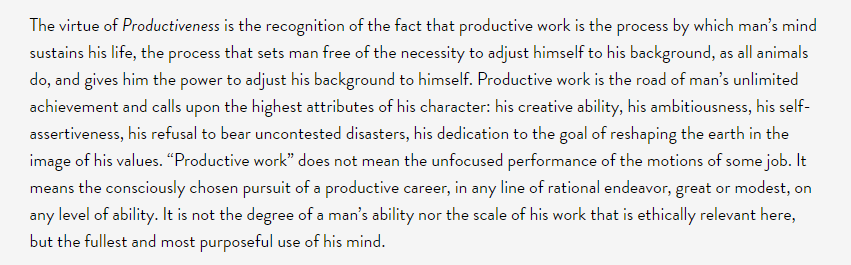 The virtue of Productiveness is the recognition of the fact that productive work is the process by which man’s mind
sustains his life, the process that sets man free of the necessity to adjust himself to his background, as all animals
do, and gives him the power to adjust his background to himself. Productive work is the road of man’s unlimited
achievement and calls upon the highest attributes of his character: his creative ability, his ambitiousness, his self-
assertiveness, his refusal to bear uncontested disasters, his dedication to the goal of reshaping the earth in the
image of his values. “Productive work” does not mean the unfocused performance of the motions of some job. It
means the consciously chosen pursuit of a productive career, in any line of rational endeavor, great or modest, on
any level of ability. It is not the degree of a man’s ability nor the scale of his work that is ethically relevant here,
but the fullest and most purposeful use of his mind.